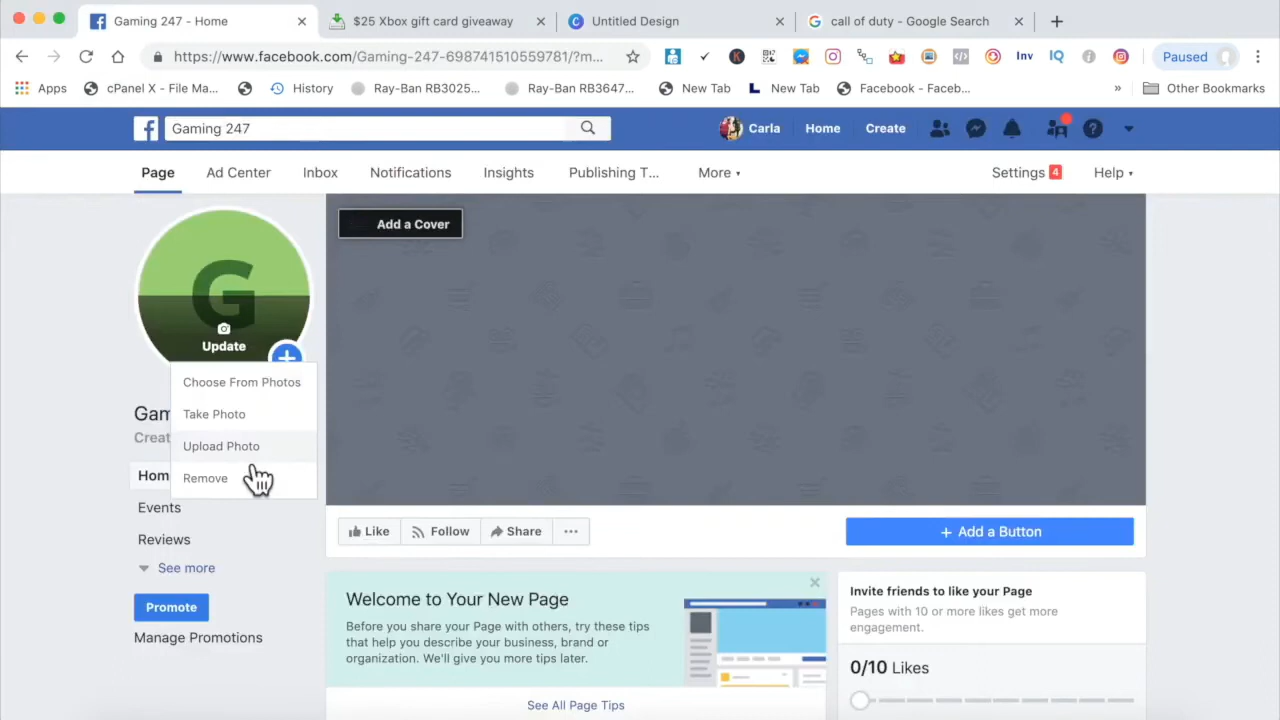 Gaming 247 - Home
$25 Xbox gift card giveaway
Untitled Design
call of duty - Google Search
https://www.facebook.com/Gaming-247-698741510559781/?m...
Inv
IQ
Paused
Apps
cPanel X - File Ma...
History
Ray-Ban RB3025...
Ray-Ban RB3647...
New Tab
New Tab
Facebook - Faceb...
»
Other Bookmarks
Gaming 247
Carla
Home
Create
Page
Ad Center
Inbox
Notifications
Insights
Publishing T...
More
Settings 4
Help
Add a Cover
G
Update
Choose From Photos
Take Photo
Upload Photo
Remove
Gam
Creat
Hom
Events
Reviews
See more
Promote
Manage Promotions
Like
Follow
Share
...
+ Add a Button
Welcome to Your New Page
Before you share your Page with others, try these tips
that help you describe your business, brand or
organization. We'll give you more tips later.
See All Page Tips
Invite friends to like your Page
Pages with 10 or more likes get more
engagement.
0/10 Likes